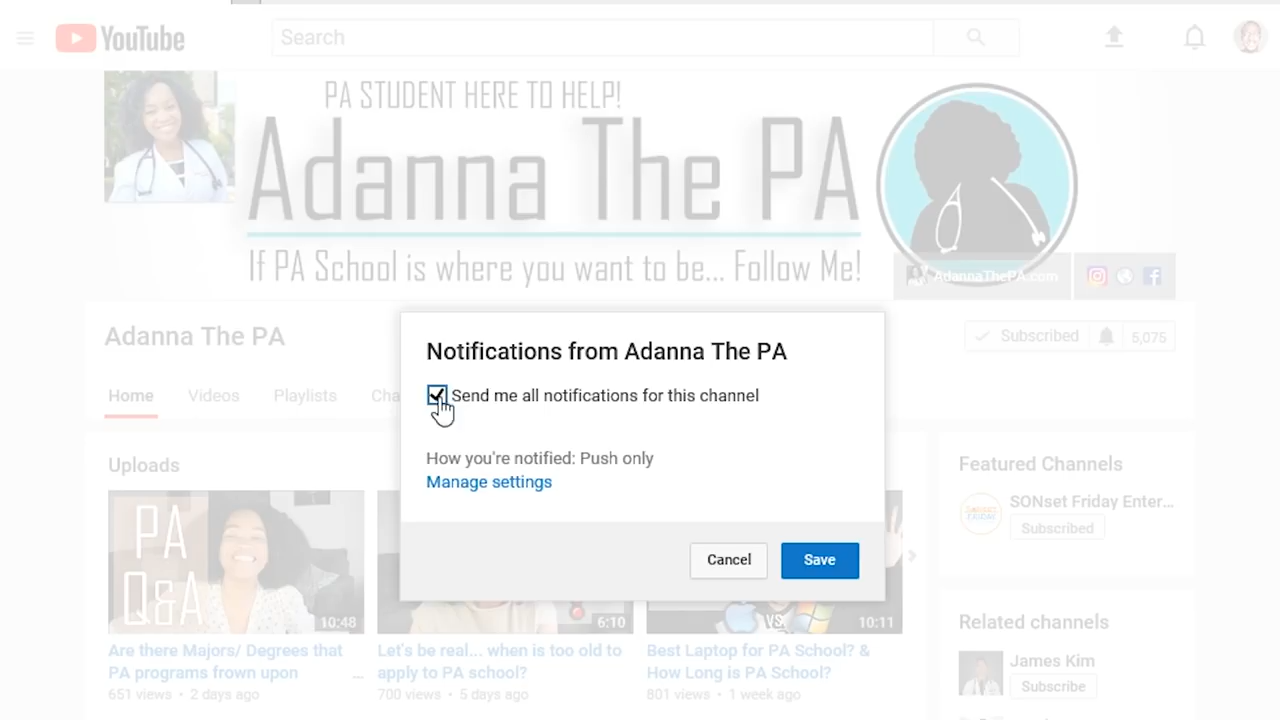 YouTube
Search
PA STUDENT HERE TO HELP!
Adanna The PA
If PA School is where you want to be... Follow Me!
AdannaThePA.com
Adanna The PA
Subscribed
5,075
Home
Videos
Playlists
Cha
Notifications from Adanna The PA
Send me all notifications for this channel
How you're notified: Push only
Manage settings
Cancel
Save
Uploads
PA
Q&A
10:48
6:10
VS
10:11
Are there Majors/ Degrees that
PA programs frown upon ...
651 views • 2 days ago
Let's be real... when is too old to
apply to PA school?
700 views • 5 days ago
Best Laptop for PA School? &
How Long is PA School?
801 views • 1 week ago
Featured Channels
SONset Friday Enter...
Subscribed
Related channels
James Kim
Subscribe